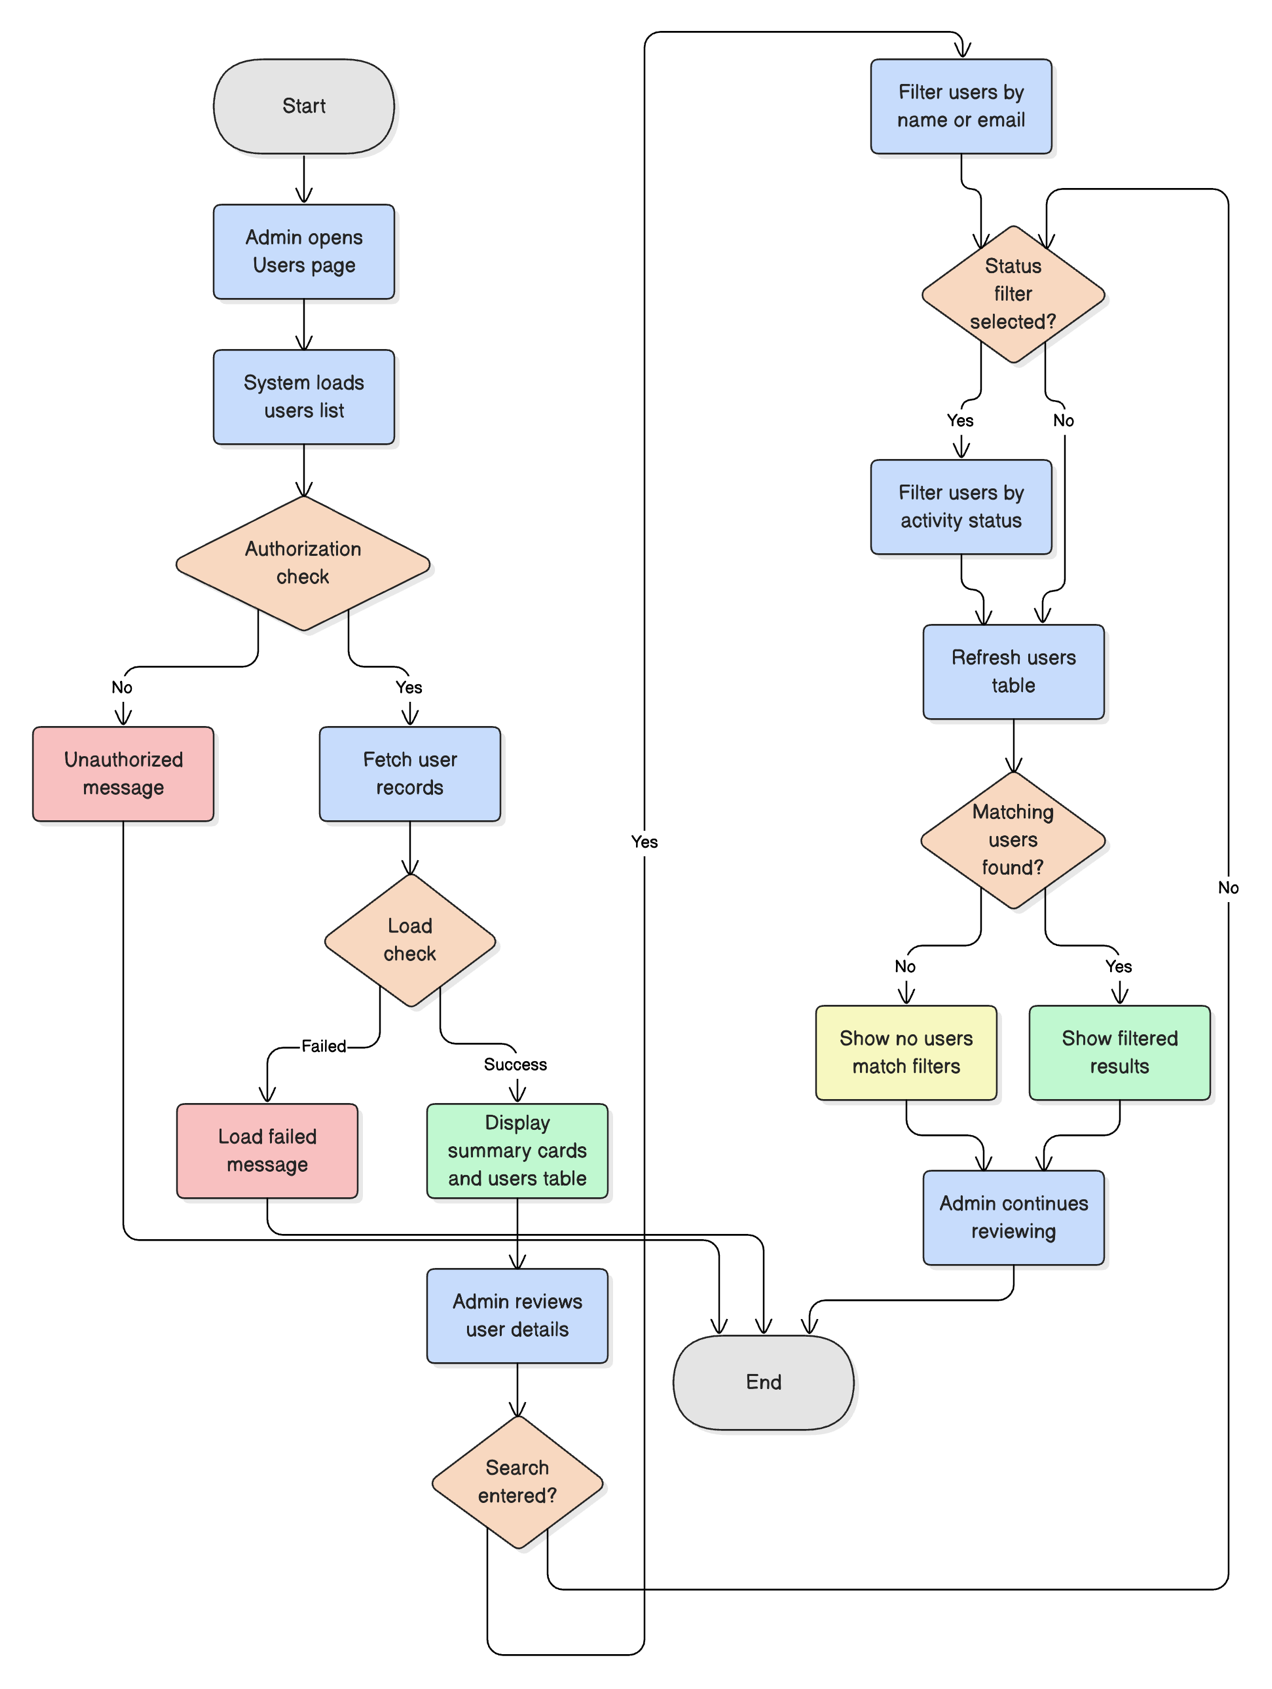 Start
Admin opens
Users page
System loads
users list
Authorization
check
No
Yes
Unauthorized
message
Fetch user
records
Load
check
Failed
Success
Load failed
message
Display
summary cards
and users table
Admin reviews
user details
Search
entered?
Yes
No
Filter users by
name or email
Status
filter
selected?
Yes
No
Filter users by
activity status
Refresh users
table
Matching
users
found?
No
Yes
Show no users
match filters
Show filtered
results
Admin continues
reviewing
End